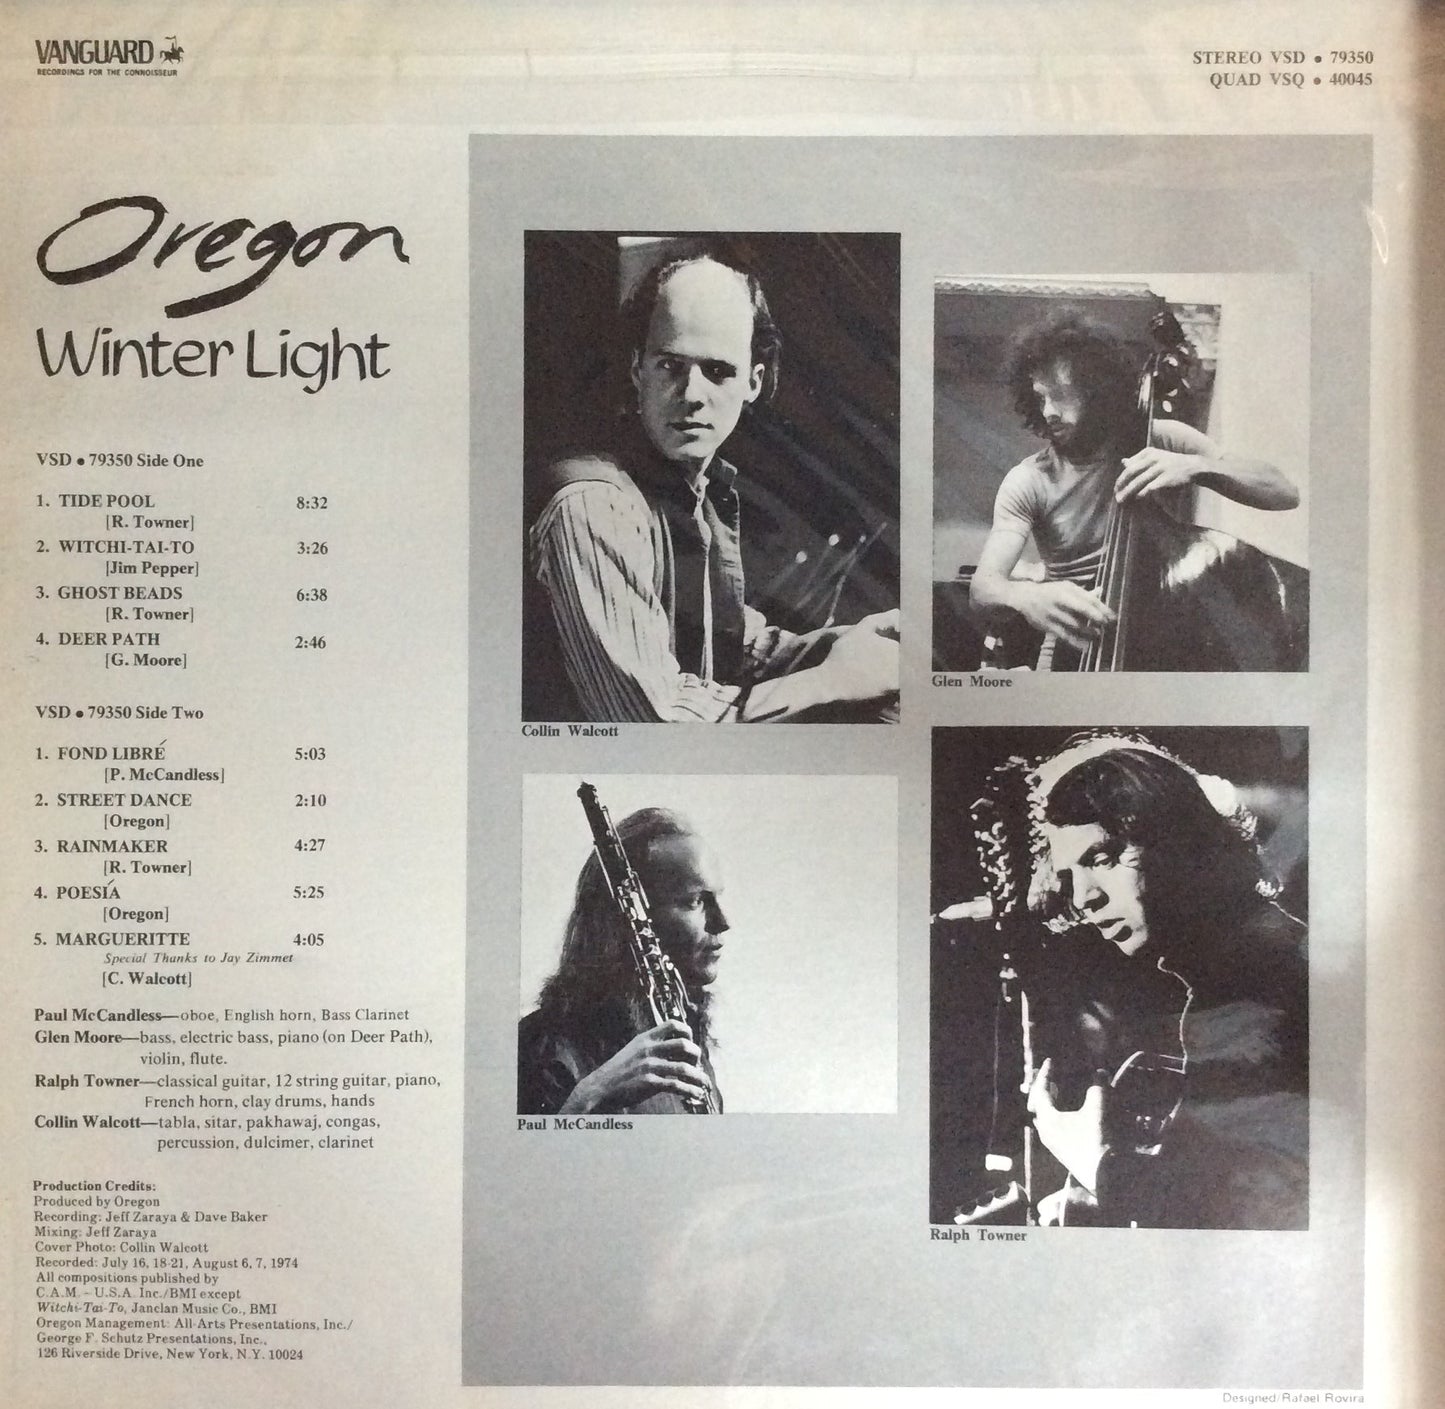 VANGUARD
RECORDINGS FOR THE CONNOISSEUR
STEREO VSD • 79350
QUAD VSQ • 40045
Oregon
Winter Light
VSD • 79350 Side One
1. TIDE POOL 8:32
[R. Towner]
2. WITCHI-TAI-TO 3:26
[Jim Pepper]
3. GHOST BEADS 6:38
[R. Towner]
4. DEER PATH 2:46
[G. Moore]
VSD • 79350 Side Two
1. FOND LIBRÉ 5:03
[P. McCandless]
2. STREET DANCE 2:10
[Oregon]
3. RAINMAKER 4:27
[R. Towner]
4. POESÍA 5:25
[Oregon]
5. MARGUERITTE 4:05
Special Thanks to Jay Zimmet
[C. Walcott]
Paul McCandless—oboe, English horn, Bass Clarinet
Glen Moore—bass, electric bass, piano (on Deer Path),
violin, flute.
Ralph Towner—classical guitar, 12 string guitar, piano,
French horn, clay drums, hands
Collin Walcott—tabla, sitar, pakhawaj, congas,
percussion, dulcimer, clarinet
Production Credits:
Produced by Oregon
Recording: Jeff Zaraya & Dave Baker
Mixing: Jeff Zaraya
Cover Photo: Collin Walcott
Recorded: July 16, 18-21, August 6, 7, 1974
All compositions published by
C.A.M. - U.S.A. Inc./BMI except
Witchi-Tai-To, Janclan Music Co., BMI
Oregon Management: All-Arts Presentations, Inc./
George F. Schutz Presentations, Inc.,
126 Riverside Drive, New York, N.Y. 10024
Collin Walcott
Glen Moore
Paul McCandless
Ralph Towner
Designed/Rafael Rovira